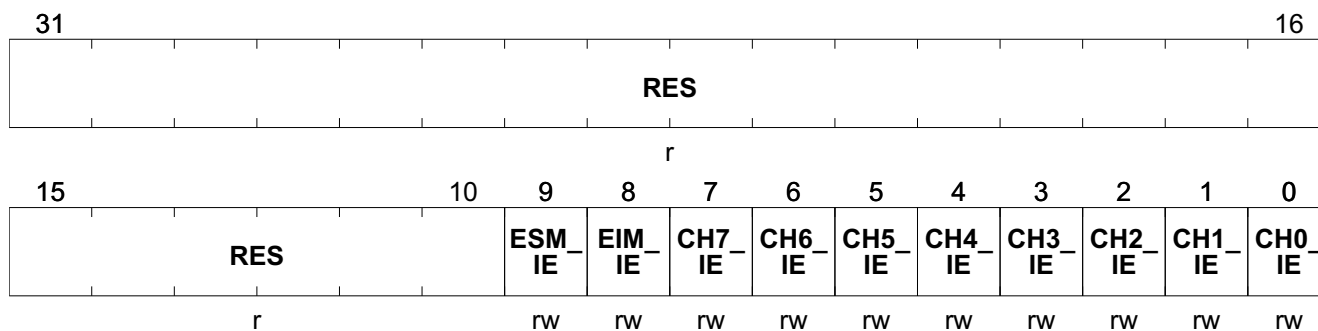 31 16
RES
r
15 10 9 8 7 6 5 4 3 2 1 0
RES ESM_ IE EIM_ IE CH7_ IE CH6_ IE CH5_ IE CH4_ IE CH3_ IE CH2_ IE CH1_ IE CH0_ IE
r rw rw rw rw rw rw rw rw rw rw